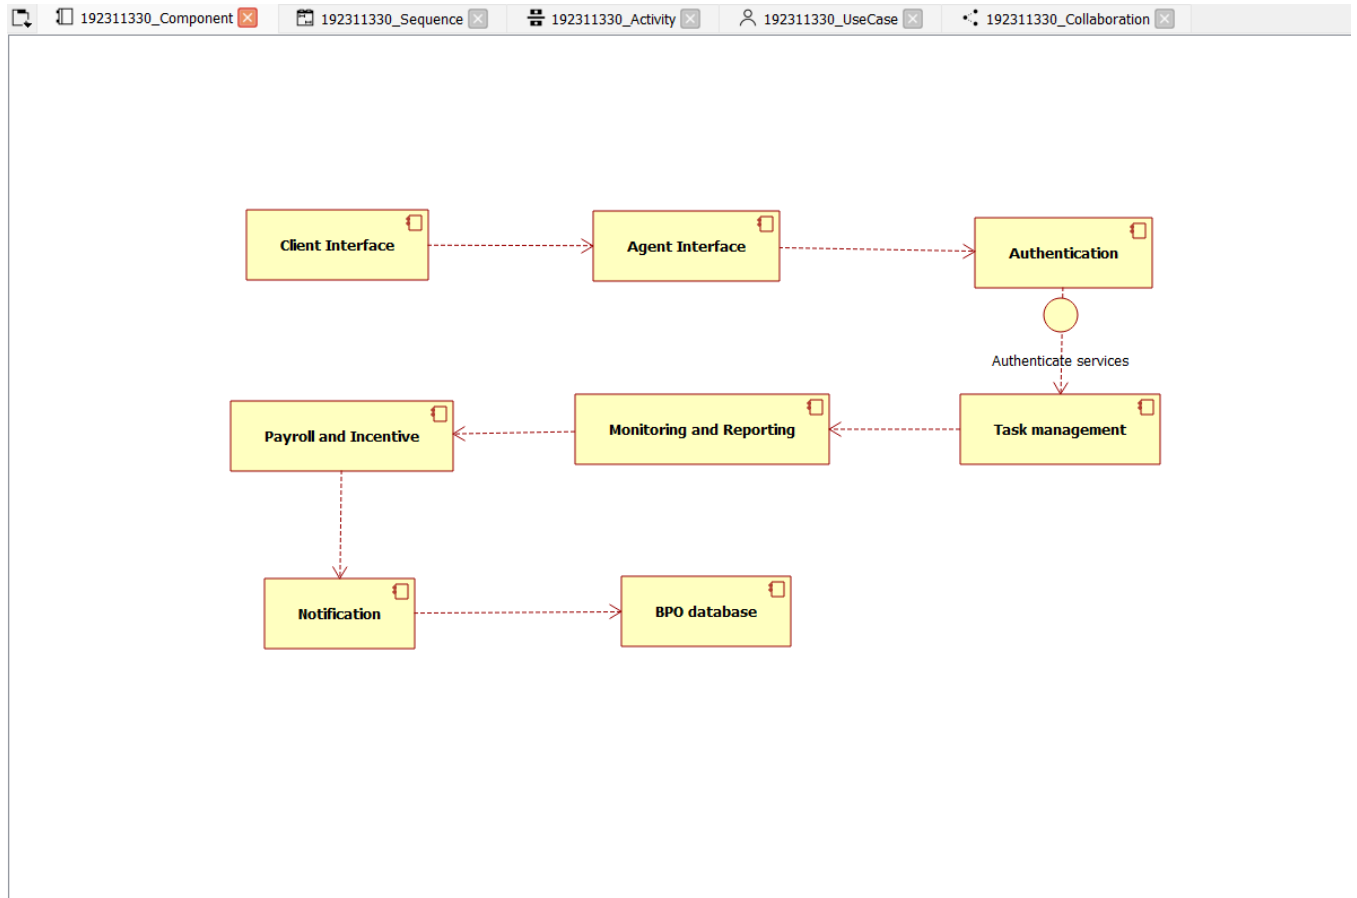 192311330_Component
192311330_Sequence
192311330_Activity
192311330_UseCase
192311330_Collaboration
Client Interface
Agent Interface
Authentication
Authenticate services
Payroll and Incentive
Monitoring and Reporting
Task management
Notification
BPO database